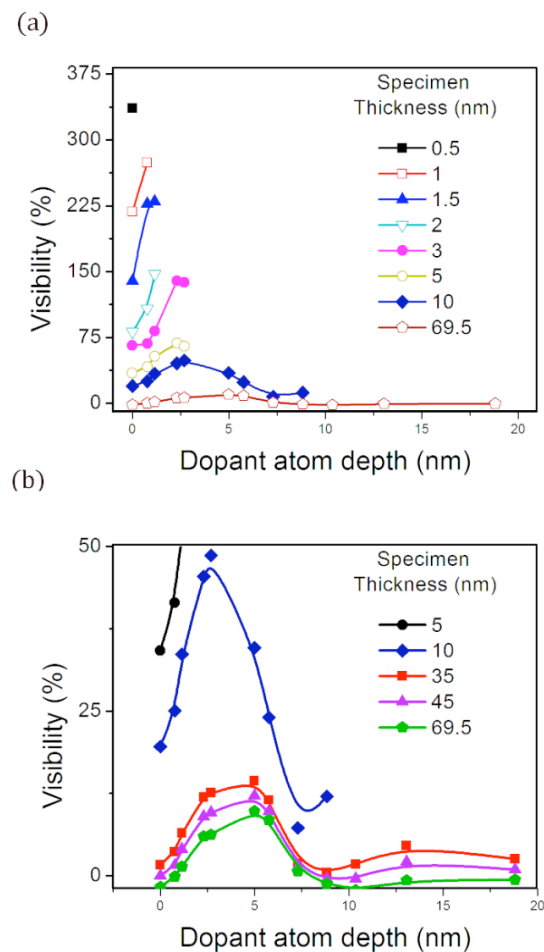 (a)
375
300
225
150
75
0
Visibility (%)
Specimen
Thickness (nm)
0.5
1
1.5
2
3
5
10
69.5
0 5 10 15 20
Dopant atom depth (nm)
(b)
50
25
0
Visibility (%)
Specimen
Thickness (nm)
5
10
35
45
69.5
0 5 10 15 20
Dopant atom depth (nm)